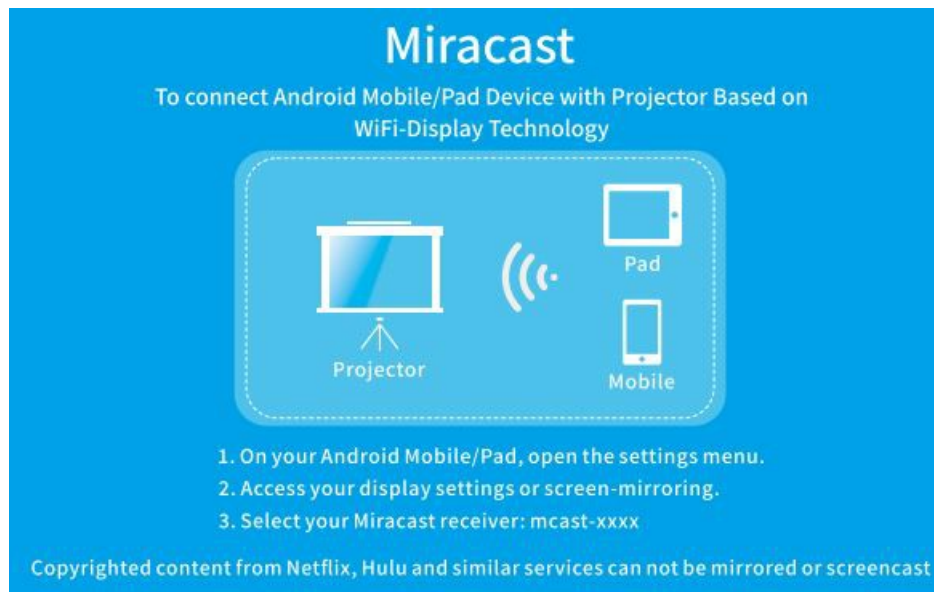 Miracast
To connect Android Mobile/Pad Device with Projector Based on
WiFi-Display Technology
Pad
Projector
Mobile
1. On your Android Mobile/Pad, open the settings menu.
2. Access your display settings or screen-mirroring.
3. Select your Miracast receiver: mcast-xxxx
Copyrighted content from Netflix, Hulu and similar services can not be mirrored or screencast